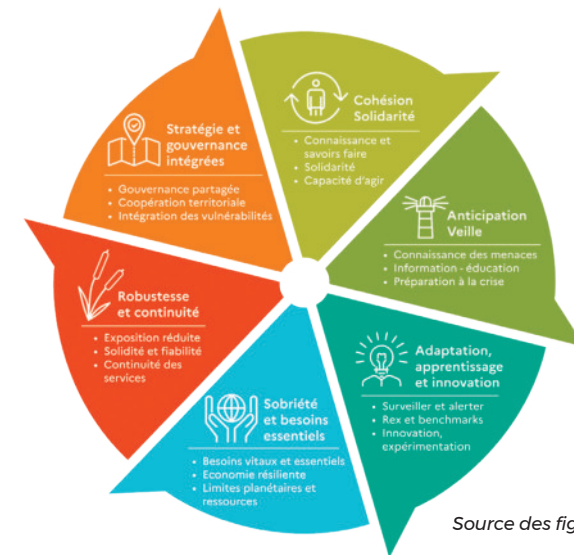 Stratégie et
gouvernance
intégrées
• Gouvernance partagée
• Coopération territoriale
• Intégration des vulnérabilités
Cohésion
Solidarité
• Connaissance et
savoirs faire
• Solidarité
• Capacité d'agir
Anticipation
Veille
• Connaissance des menaces
• Information - éducation
• Préparation à la crise
Adaptation,
apprentissage
et innovation
• Surveiller et alerter
• Rex et benchmarks
• Innovation,
expérimentation
Sobriété
et besoins
essentiels
• Besoins vitaux et essentiels
• Economie résiliente
• Limites planétaires et
ressources
Robustesse
et continuité
• Exposition réduite
• Solidité et fiabilité
• Continuité des
services
Source des fig